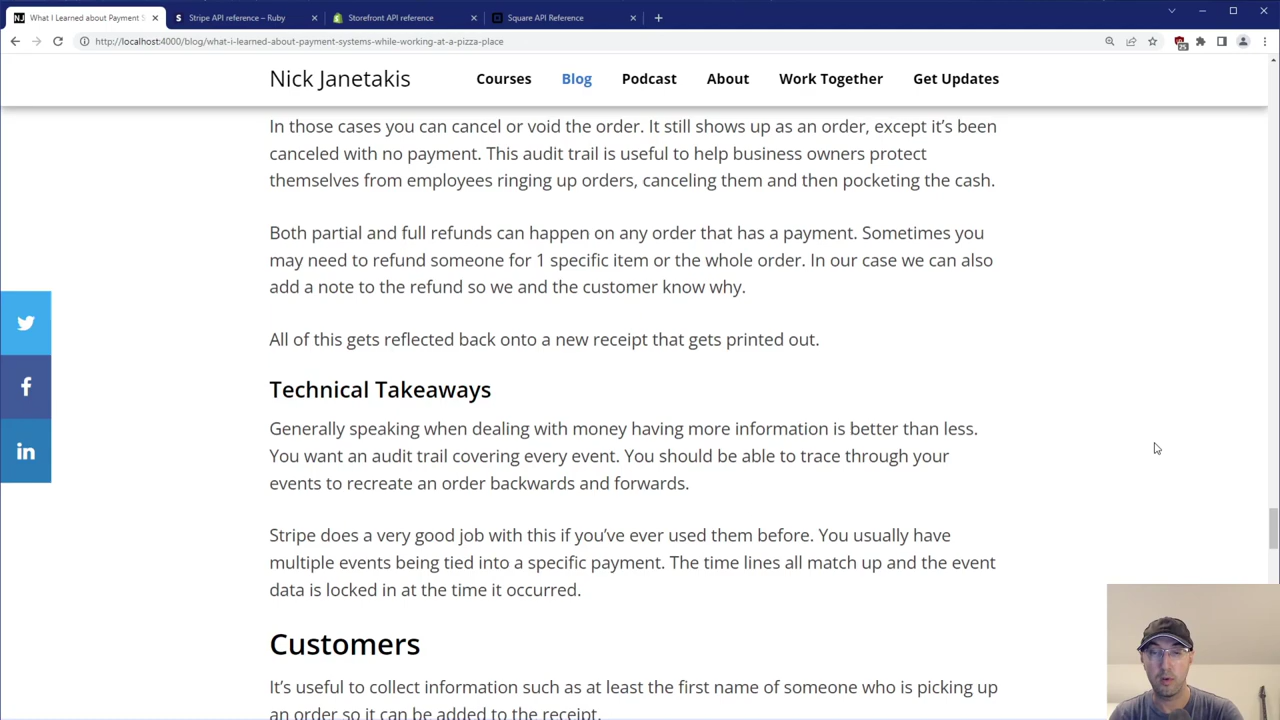 What I Learned about Payment S
Stripe API reference – Ruby
Storefront API reference
Square API Reference
http://localhost:4000/blog/what-i-learned-about-payment-systems-while-working-at-a-pizza-place
25
Nick Janetakis
Courses
Blog
Podcast
About
Work Together
Get Updates
In those cases you can cancel or void the order. It still shows up as an order, except it’s been
canceled with no payment. This audit trail is useful to help business owners protect
themselves from employees ringing up orders, canceling them and then pocketing the cash.
Both partial and full refunds can happen on any order that has a payment. Sometimes you
may need to refund someone for 1 specific item or the whole order. In our case we can also
add a note to the refund so we and the customer know why.
All of this gets reflected back onto a new receipt that gets printed out.
Technical Takeaways
Generally speaking when dealing with money having more information is better than less.
You want an audit trail covering every event. You should be able to trace through your
events to recreate an order backwards and forwards.
Stripe does a very good job with this if you’ve ever used them before. You usually have
multiple events being tied into a specific payment. The time lines all match up and the event
data is locked in at the time it occurred.
Customers
It’s useful to collect information such as at least the first name of someone who is picking up
an order so it can be added to the receipt.